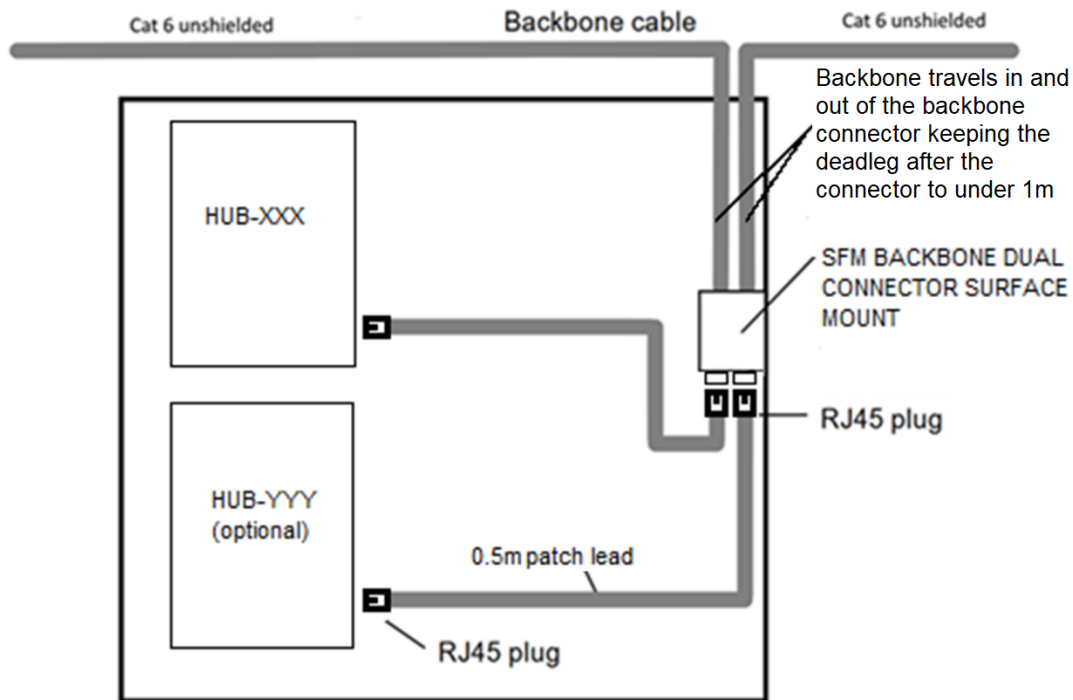 Cat 6 unshielded
Backbone cable
Cat 6 unshielded
Backbone travels in and
out of the backbone
connector keeping the
deadleg after the
connector to under 1m
HUB-XXX
SFM BACKBONE DUAL
CONNECTOR SURFACE
MOUNT
RJ45 plug
HUB-YYY
(optional)
0.5m patch lead
RJ45 plug